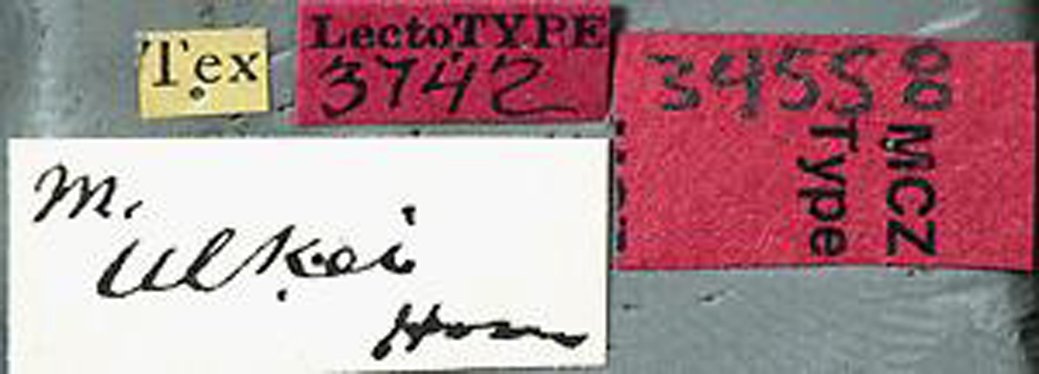 Tex
LectoTYPE
3742
34558
MCZ
Type
M.
Ulkei
Horn